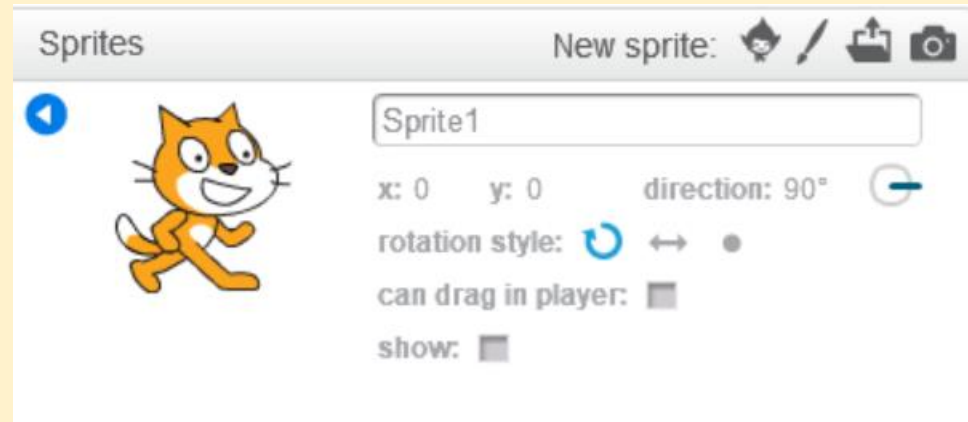 Sprites New sprite:
Sprite1
x: 0 y: 0 direction: 90°
rotation style:
can drag in player:
show: